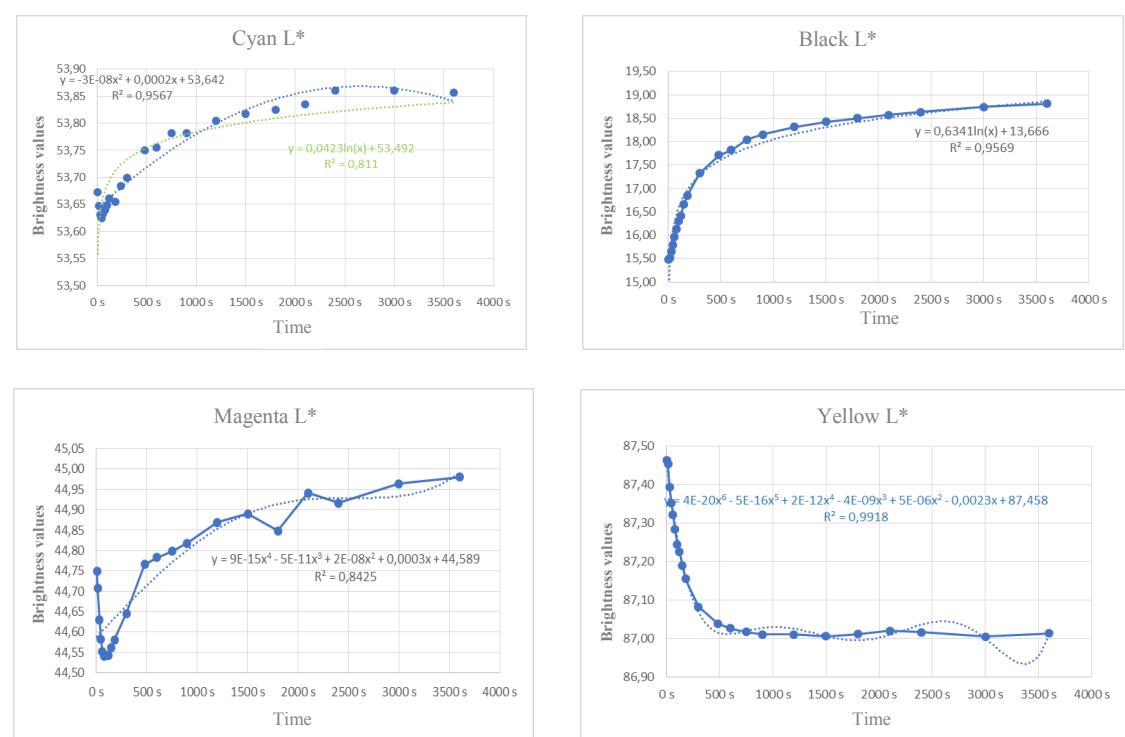 Cyan L*
53,90
53,85
53,80
53,75
53,70
53,65
53,60
53,55
53,50
y = -3E-08x² + 0,0002x + 53,642
R² = 0,9567
y = 0,0423ln(x) + 53,492
R² = 0,811
Brightness values
0 s 500 s 1000 s 1500 s 2000 s 2500 s 3000 s 3500 s 4000 s
Time
Black L*
19,50
19,00
18,50
18,00
17,50
17,00
16,50
16,00
15,50
15,00
y = 0,6341ln(x) + 13,666
R² = 0,9569
Brightness values
0 s 500 s 1000 s 1500 s 2000 s 2500 s 3000 s 3500 s 4000 s
Time
Magenta L*
45,05
45,00
44,95
44,90
44,85
44,80
44,75
44,70
44,65
44,60
44,55
44,50
y = 9E-15x⁴ - 5E-11x³ + 2E-08x² + 0,0003x + 44,589
R² = 0,8425
Brightness values
0 s 500 s 1000 s 1500 s 2000 s 2500 s 3000 s 3500 s 4000 s
Time
Yellow L*
87,50
87,40
87,30
87,20
87,10
87,00
86,90
y = 4E-20x⁶ - 5E-16x⁵ + 2E-12x⁴ - 4E-09x³ + 5E-06x² - 0,0023x + 87,458
R² = 0,9918
Brightness values
0 s 500 s 1000 s 1500 s 2000 s 2500 s 3000 s 3500 s 4000 s
Time